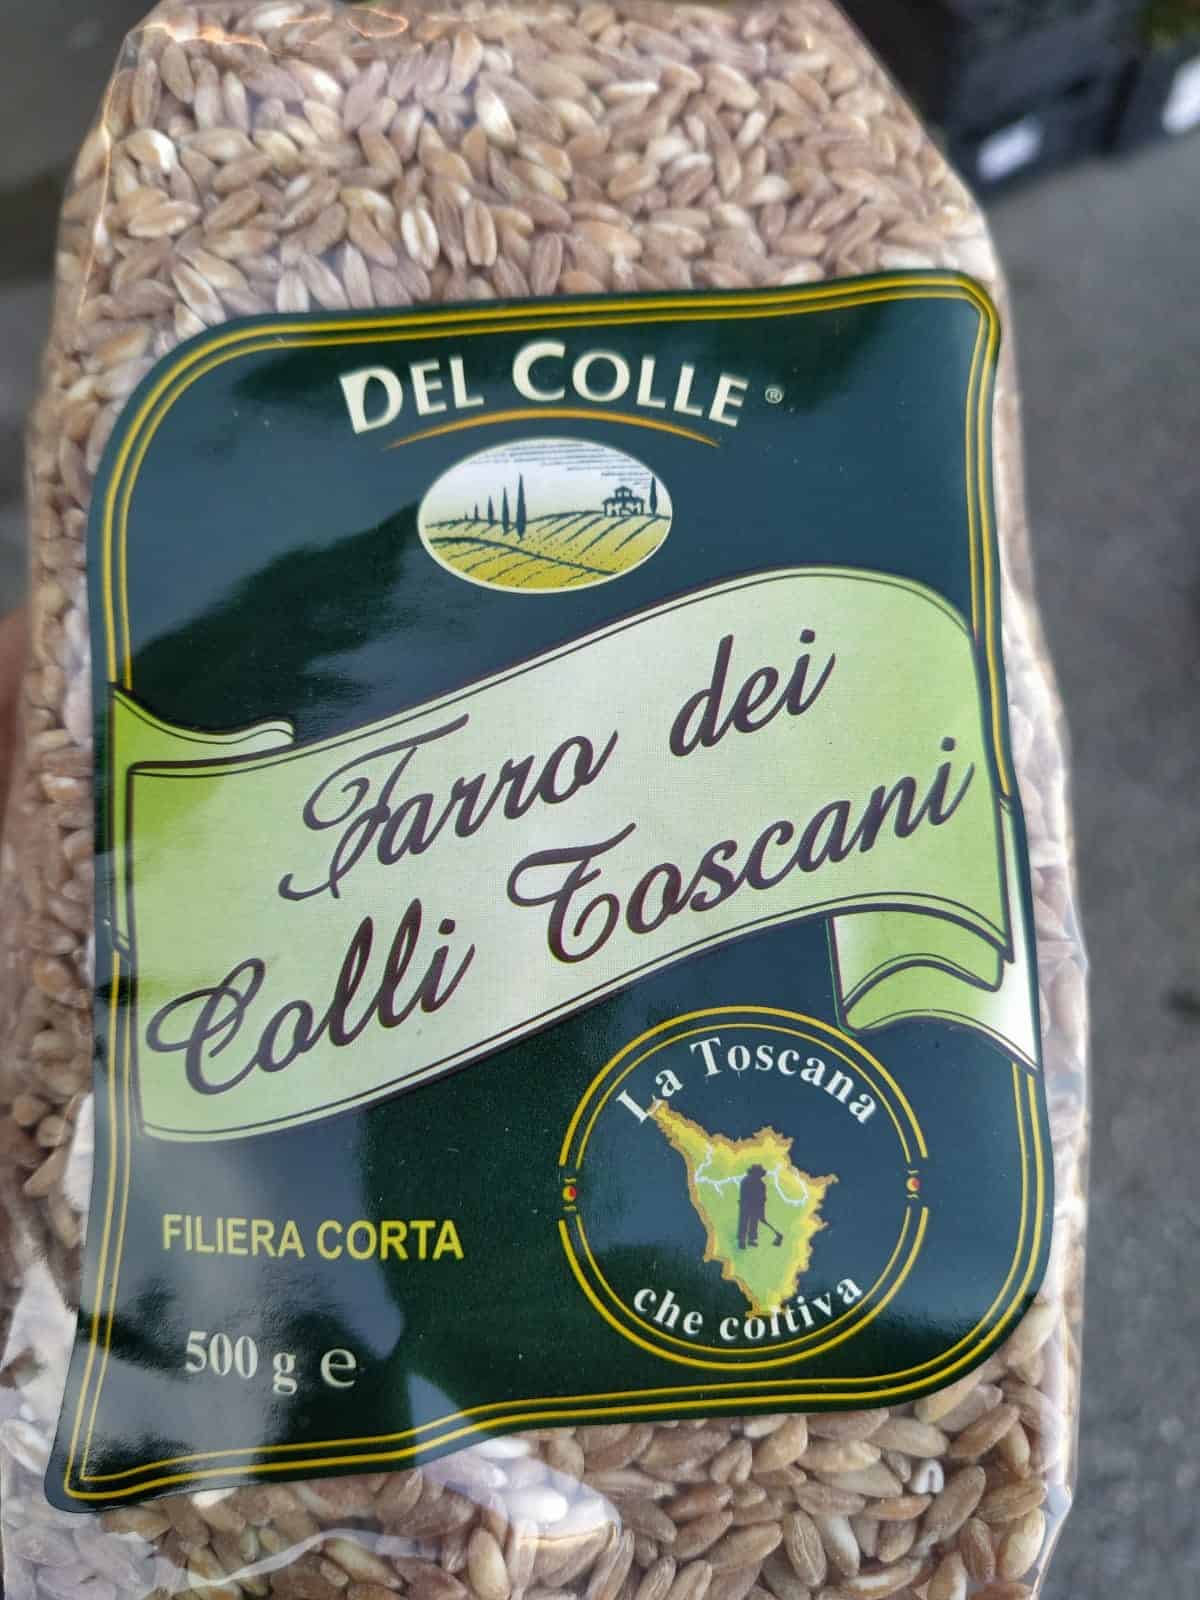 DEL COLLE ®
Farro dei
Colli Toscani
La Toscana
che coltiva
FILIERA CORTA
500 g e